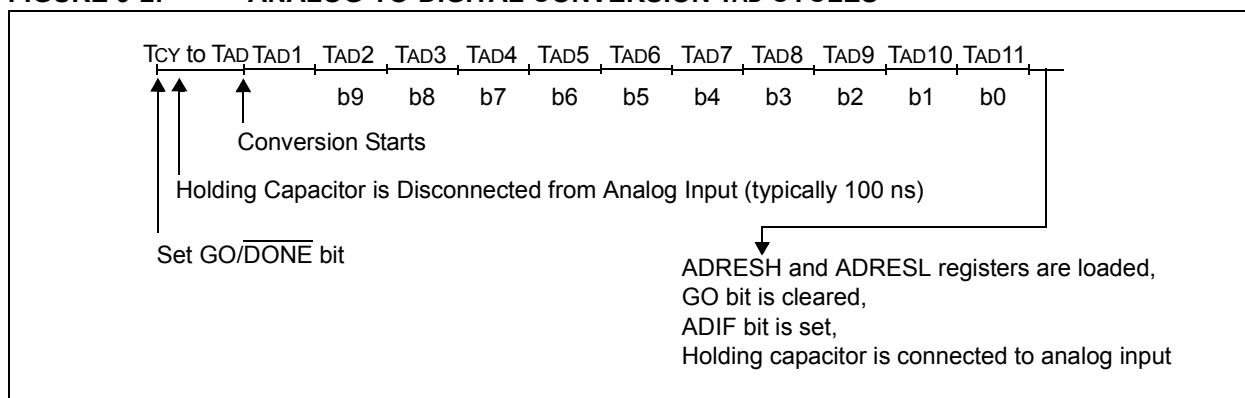 TCY to TAD TAD1 TAD2 TAD3 TAD4 TAD5 TAD6 TAD7 TAD8 TAD9 TAD10 TAD11
b9 b8 b7 b6 b5 b4 b3 b2 b1 b0
Conversion Starts
Holding Capacitor is Disconnected from Analog Input (typically 100 ns)
Set GO/DONE bit
ADRESH and ADRESL registers are loaded,
GO bit is cleared,
ADIF bit is set,
Holding capacitor is connected to analog input